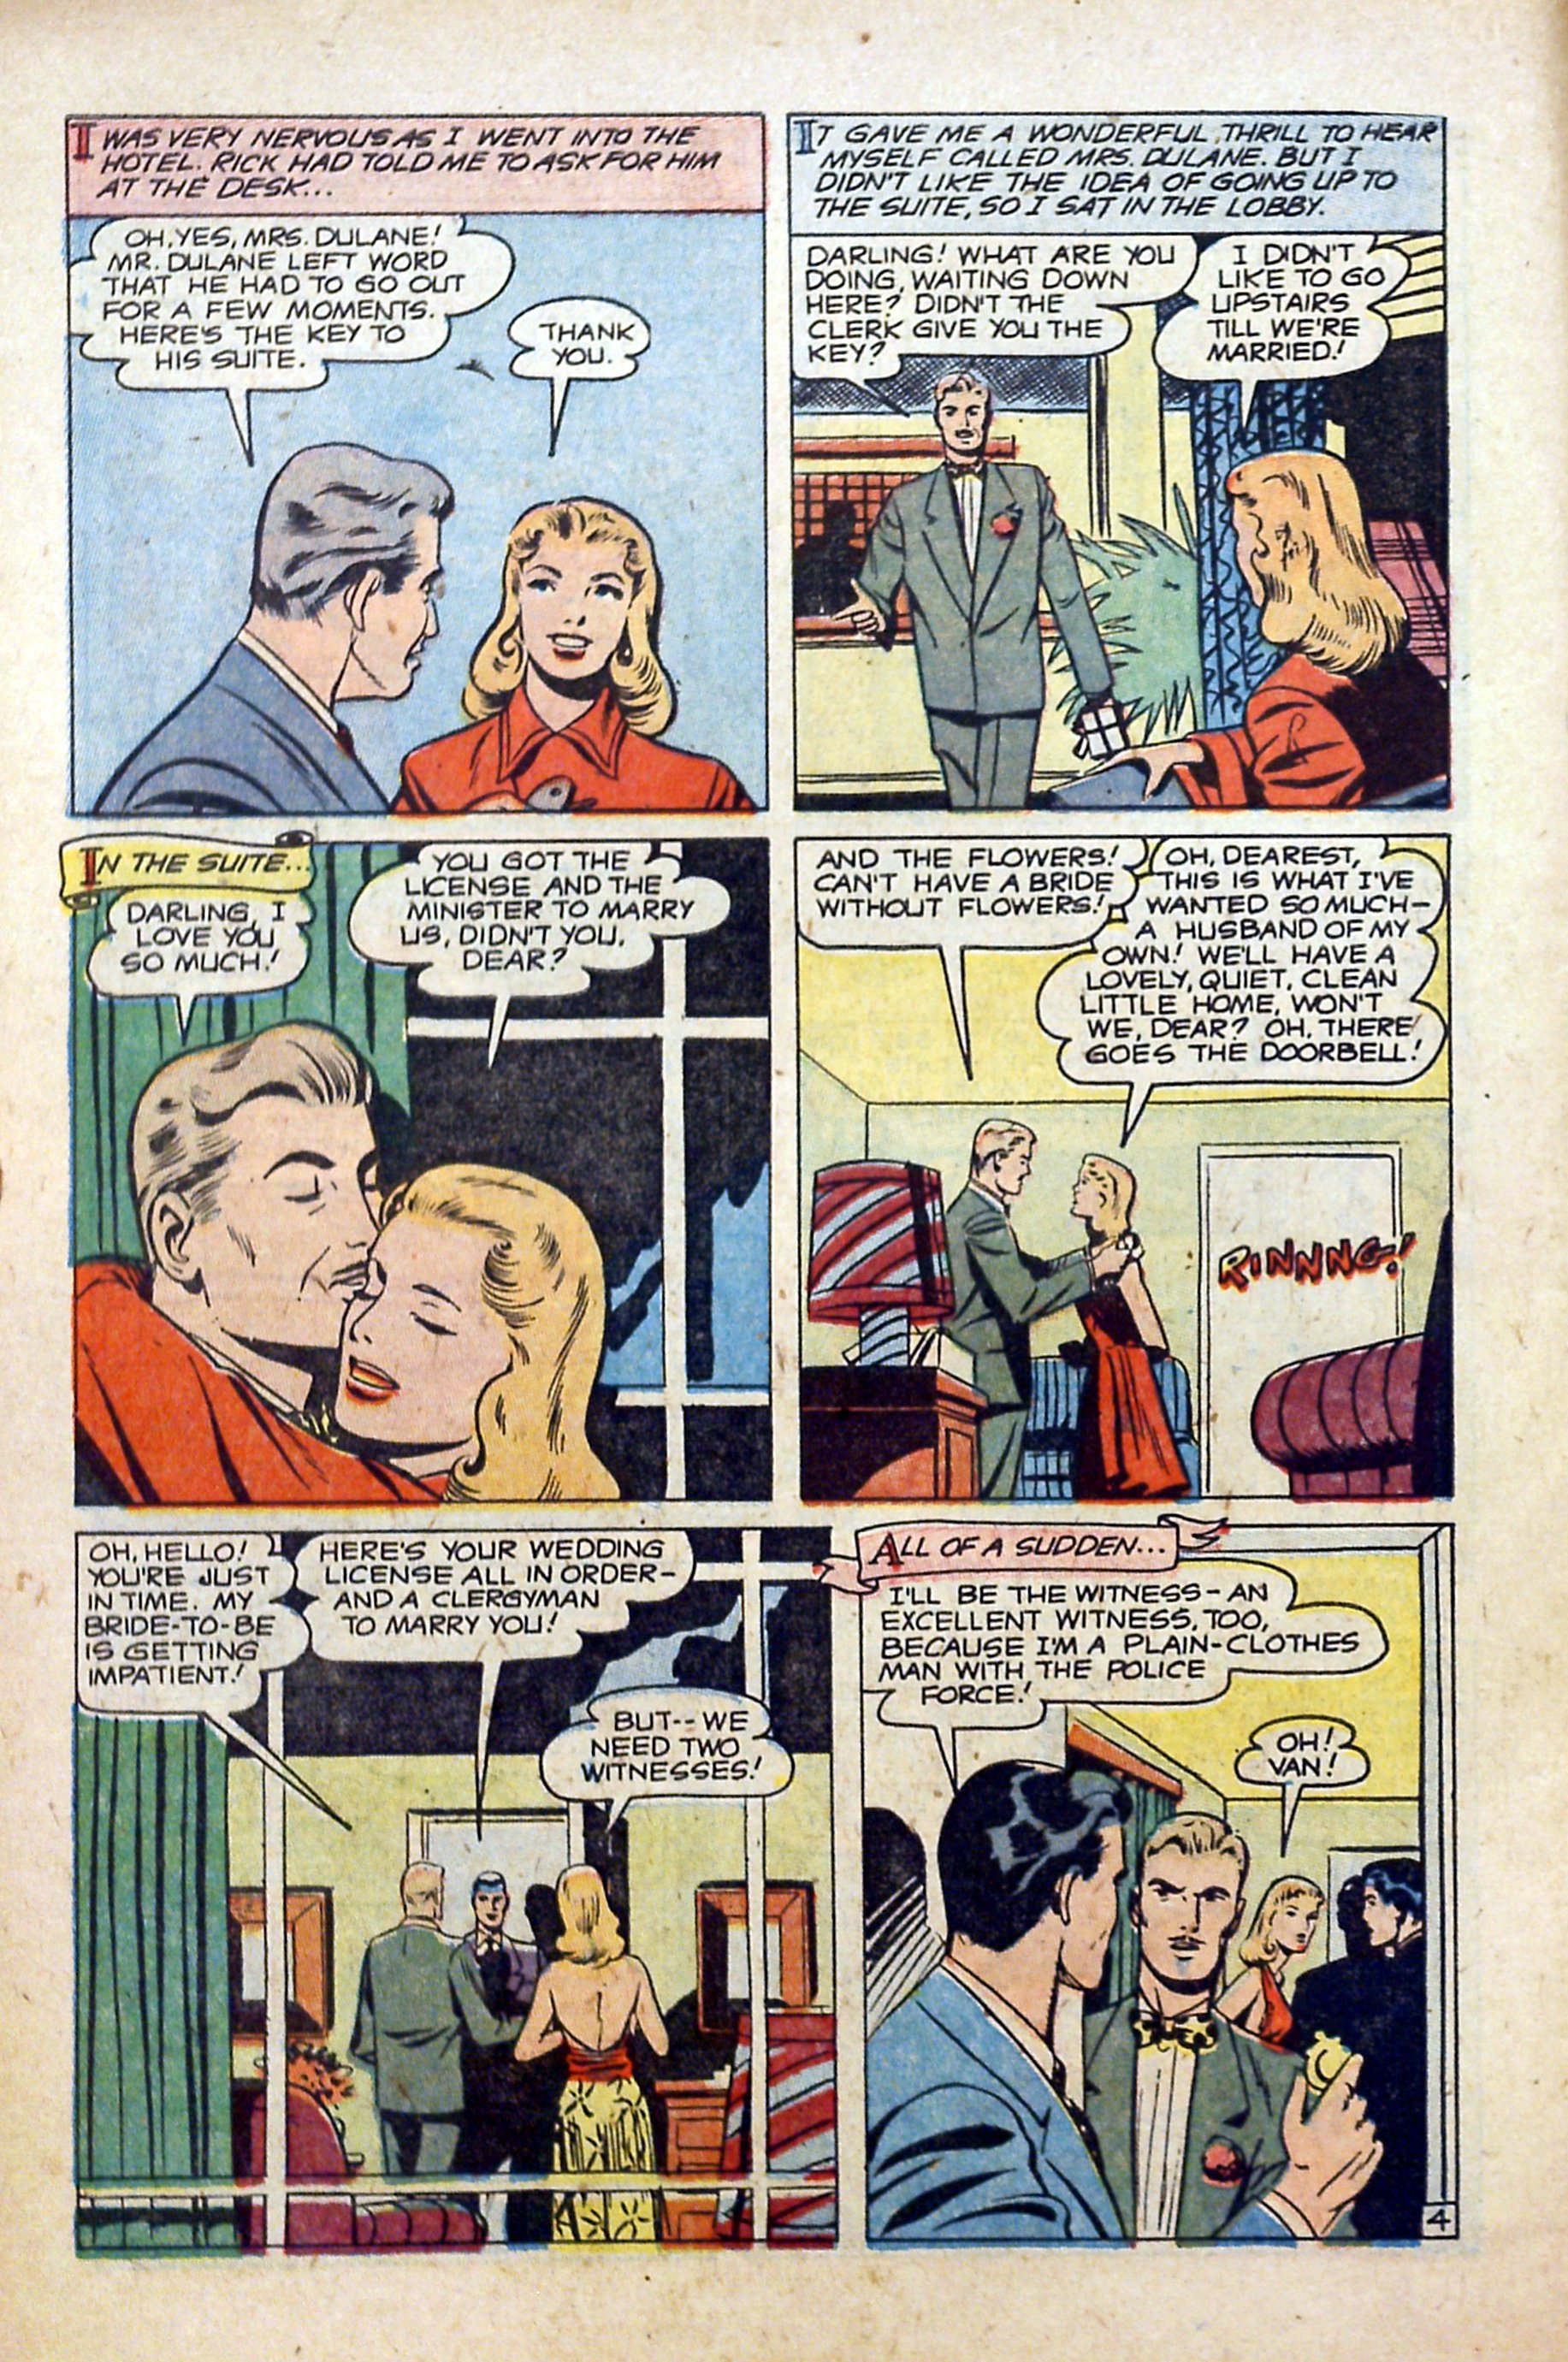 I WAS VERY NERVOUS AS I WENT INTO THE
HOTEL. RICK HAD TOLD ME TO ASK FOR HIM
AT THE DESK...
OH, YES, MRS. DULANE!
MR. DULANE LEFT WORD
THAT HE HAD TO GO OUT
FOR A FEW MOMENTS.
HERE'S THE KEY TO
HIS SUITE.
THANK
YOU.
IT GAVE ME A WONDERFUL THRILL TO HEAR
MYSELF CALLED MRS. DULANE. BUT I
DIDN'T LIKE THE IDEA OF GOING UP TO
THE SUITE, SO I SAT IN THE LOBBY.
DARLING! WHAT ARE YOU
DOING, WAITING DOWN
HERE? DIDN'T THE
CLERK GIVE YOU THE
KEY?
I DIDN'T
LIKE TO GO
UPSTAIRS
TILL WE'RE
MARRIED!
IN THE SUITE...
DARLING, I
LOVE YOU
SO MUCH!
YOU GOT THE
LICENSE AND THE
MINISTER TO MARRY
US, DIDN'T YOU,
DEAR?
AND THE FLOWERS!
CAN'T HAVE A BRIDE
WITHOUT FLOWERS!
OH, DEAREST,
THIS IS WHAT I'VE
WANTED SO MUCH-
A HUSBAND OF MY
OWN! WE'LL HAVE A
LOVELY, QUIET, CLEAN
LITTLE HOME, WON'T
WE, DEAR? OH, THERE
GOES THE DOORBELL!
RINNNG!
OH, HELLO!
YOU'RE JUST
IN TIME. MY
BRIDE-TO-BE
IS GETTING
IMPATIENT!
HERE'S YOUR WEDDING
LICENSE ALL IN ORDER-
AND A CLERGYMAN
TO MARRY YOU!
BUT-- WE
NEED TWO
WITNESSES!
ALL OF A SUDDEN...
I'LL BE THE WITNESS - AN
EXCELLENT WITNESS, TOO,
BECAUSE I'M A PLAIN-CLOTHES
MAN WITH THE POLICE
FORCE!
OH!
VAN!
4